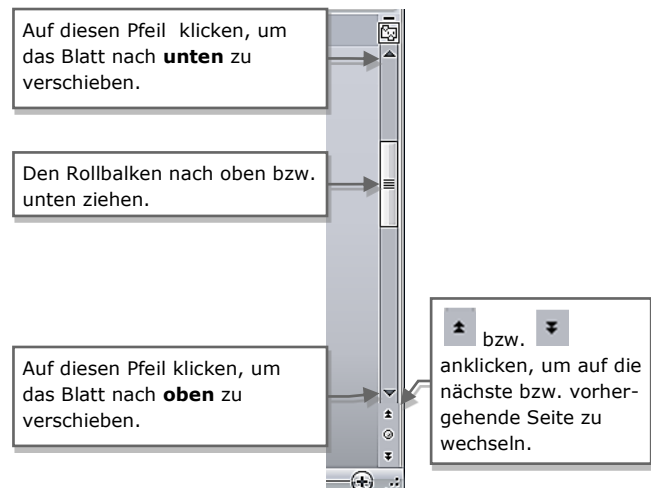 Auf diesen Pfeil klicken, um
das Blatt nach unten zu
verschieben.
Den Rollbalken nach oben bzw.
unten ziehen.
Auf diesen Pfeil klicken, um
das Blatt nach oben zu
verschieben.
bzw.
anklicken, um auf die
nächste bzw. vorher-
gehende Seite zu
wechseln.